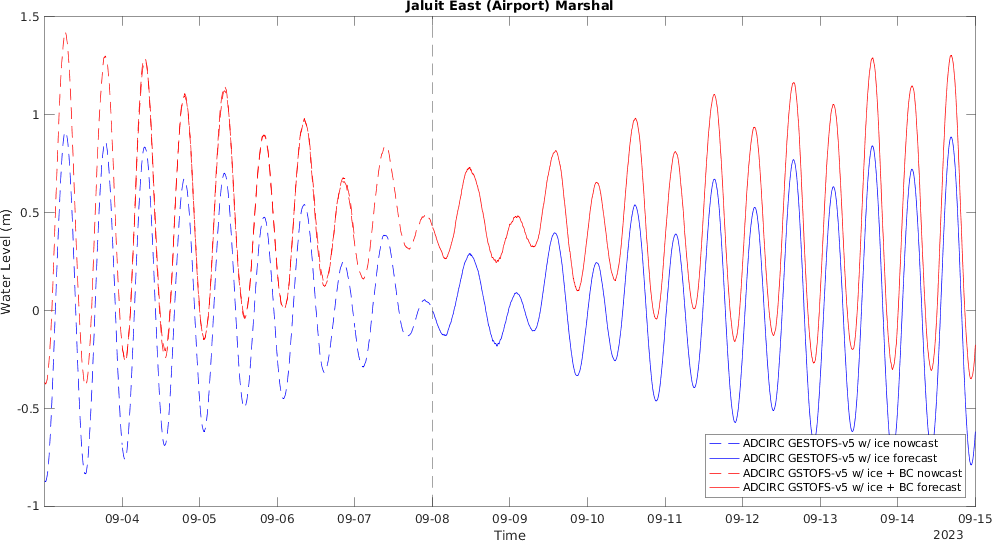 Jaluit East (Airport) Marshal
Water Level (m)
1.5
1
0.5
0
-0.5
-1
09-04
09-05
09-06
09-07
09-08
09-09
09-10
09-11
09-12
09-13
09-14
09-15
Time
2023
ADCIRC GESTOFS-v5 w/ ice nowcast
ADCIRC GESTOFS-v5 w/ ice forecast
ADCIRC GSTOFS-v5 w/ ice + BC nowcast
ADCIRC GSTOFS-v5 w/ ice + BC forecast